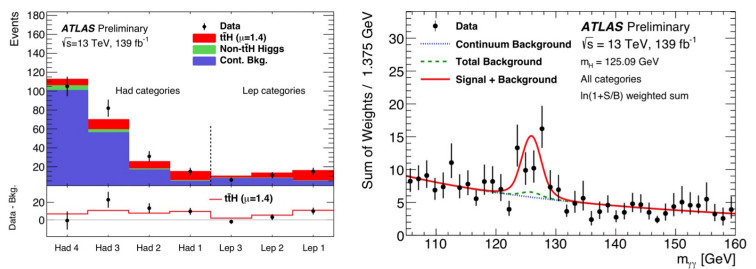 Events
160
140
120
100
80
60
40
20
0
ATLAS Preliminary
√s = 13 TeV, 139 fb⁻¹
Data
tt̄H (μ=1.4)
Non-tt̄H Higgs
Cont. Bkg.
Had categories
Lep categories
Data - Bkg.
20
0
tt̄H (μ=1.4)
Had 4 Had 3 Had 2 Had 1 Lep 3 Lep 2 Lep 1
Sum of Weights / 1.375 GeV
30
25
20
15
10
5
0
Data
Continuum Background
Total Background
Signal + Background
ATLAS Preliminary
√s = 13 TeV, 139 fb⁻¹
m_H = 125.09 GeV
All categories
ln(1+S/B) weighted sum
110 120 130 140 150 160
m_γγ [GeV]